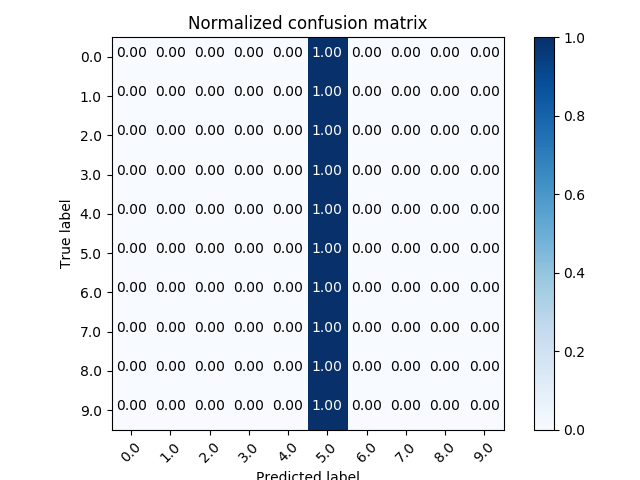 Normalized confusion matrix
0.0 0.00 0.00 0.00 0.00 0.00 1.00 0.00 0.00 0.00 0.00
1.0 0.00 0.00 0.00 0.00 0.00 1.00 0.00 0.00 0.00 0.00
2.0 0.00 0.00 0.00 0.00 0.00 1.00 0.00 0.00 0.00 0.00
3.0 0.00 0.00 0.00 0.00 0.00 1.00 0.00 0.00 0.00 0.00
4.0 0.00 0.00 0.00 0.00 0.00 1.00 0.00 0.00 0.00 0.00
5.0 0.00 0.00 0.00 0.00 0.00 1.00 0.00 0.00 0.00 0.00
6.0 0.00 0.00 0.00 0.00 0.00 1.00 0.00 0.00 0.00 0.00
7.0 0.00 0.00 0.00 0.00 0.00 1.00 0.00 0.00 0.00 0.00
8.0 0.00 0.00 0.00 0.00 0.00 1.00 0.00 0.00 0.00 0.00
9.0 0.00 0.00 0.00 0.00 0.00 1.00 0.00 0.00 0.00 0.00
True label
0.0 1.0 2.0 3.0 4.0 5.0 6.0 7.0 8.0 9.0
Predicted label
1.0
0.8
0.6
0.4
0.2
0.0